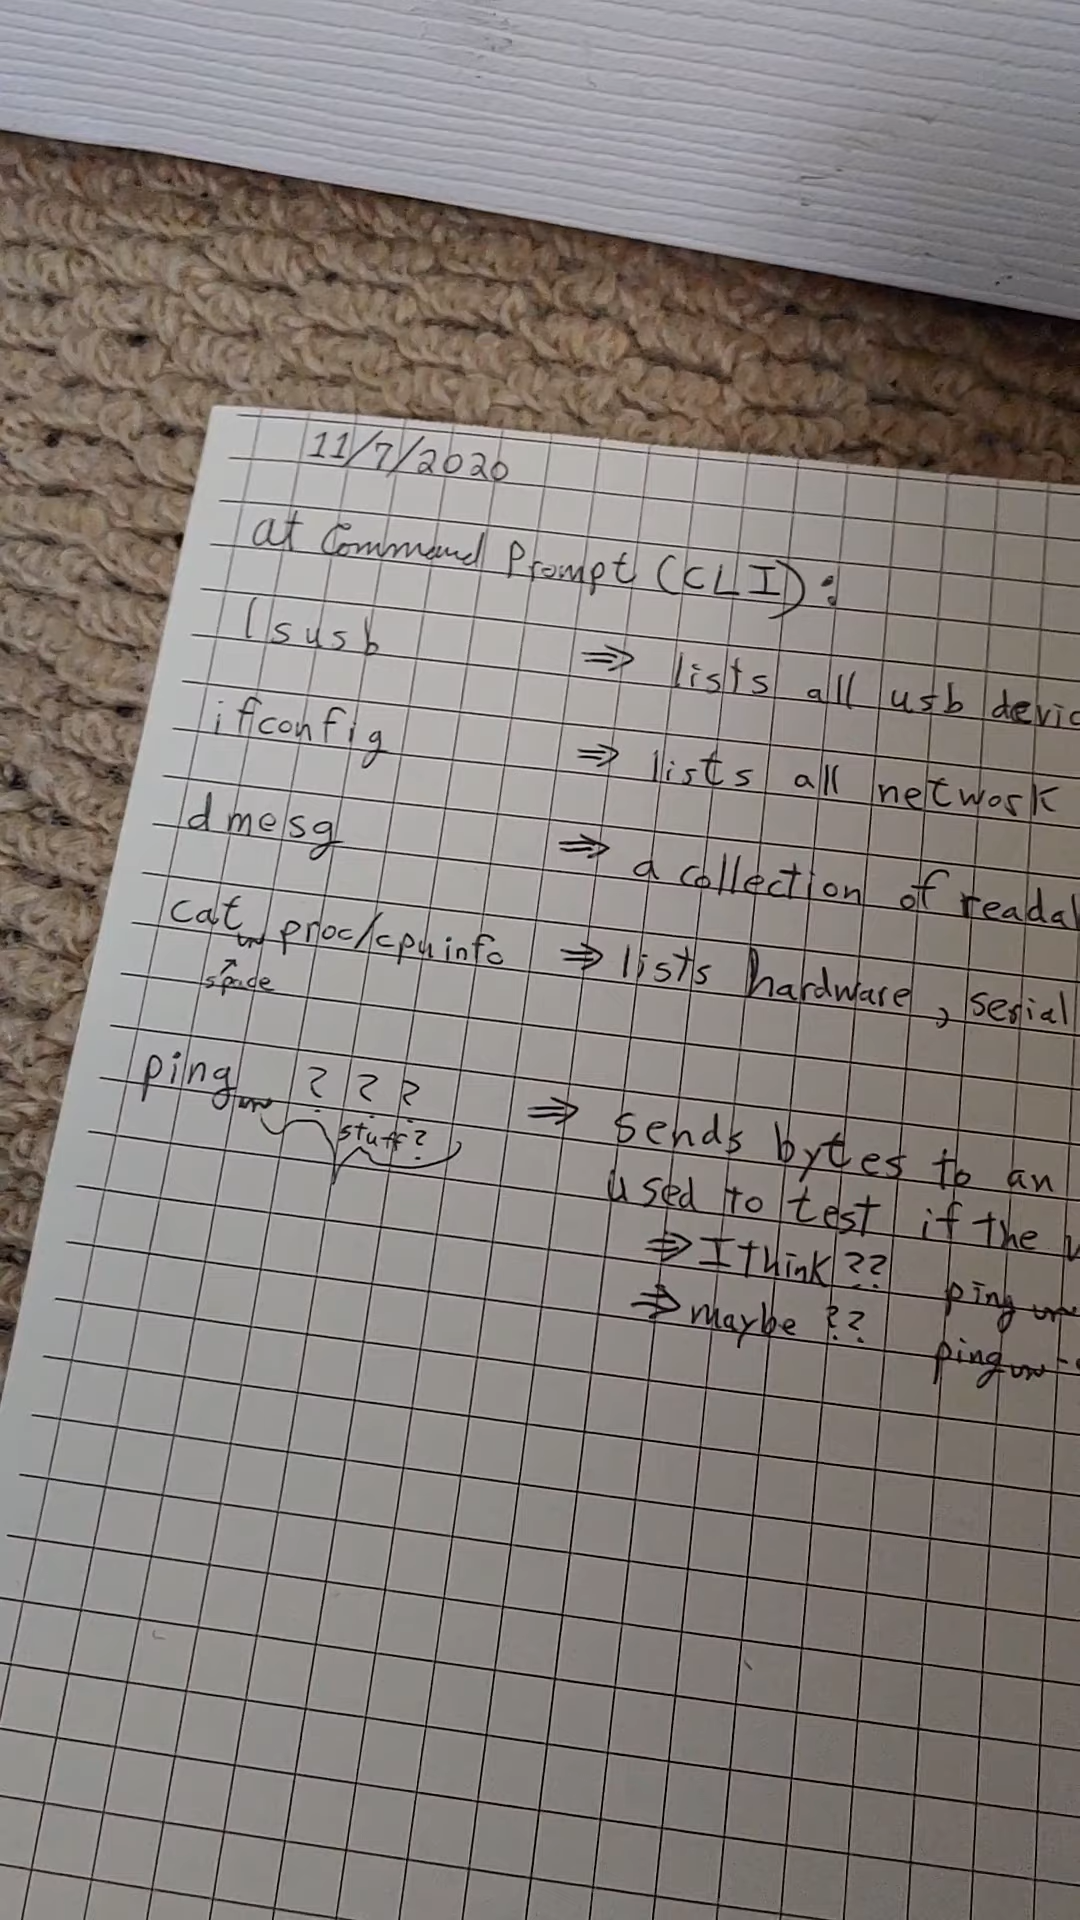 11/7/2020
at Command Prompt (CLI):
lsusb ⇒ lists all usb devic
ifconfig ⇒ lists all network
dmesg ⇒ a collection of readal
cat proc/cpuinfo ⇒ lists hardware, serial
space
ping ? ? ? ⇒ sends bytes to an
stuff?
used to test if the
⇒ I think ?? ping
⇒ maybe ?? ping -